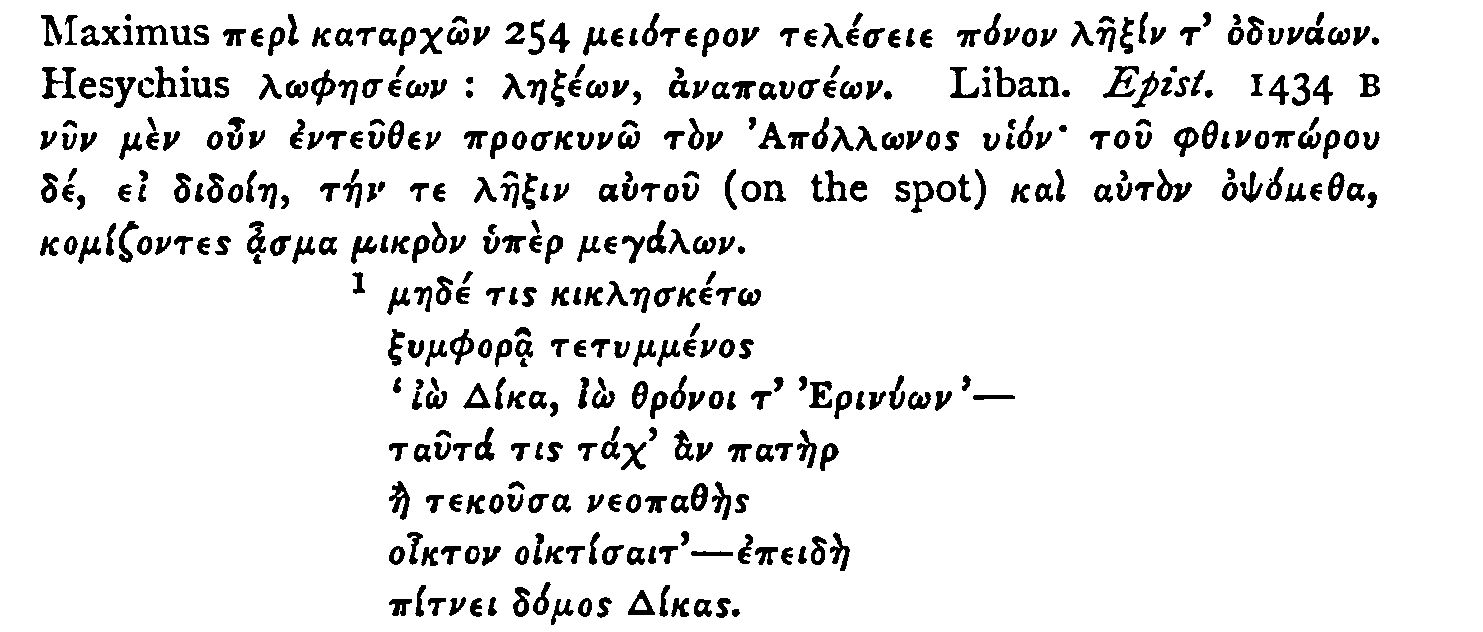 Maximus περὶ καταρχῶν 254 μειότερον τελέσειε πόνον λῆξίν τ’ ὀδυνάων.
Hesychius λωφησέων : ληξέων, ἀναπαυσέων. Liban. Epist. 1434 B
νῦν μὲν οὖν ἐντεῦθεν προσκυνῶ τὸν Ἀπόλλωνος υἱόν· τοῦ φθινοπώρου
δέ, εἰ διδοίη, τήν τε λῆξιν αὐτοῦ (on the spot) καὶ αὐτὸν ὀψόμεθα,
κομίζοντες ᾆσμα μικρὸν ὑπὲρ μεγάλων.
1 μηδέ τις κικλησκέτω
ξυμφορᾷ τετυμμένος
‘ἰὼ Δίκα, ἰὼ θρόνοι τ’ Ἐρινύων’—
ταῦτά τις τάχ’ ἂν πατὴρ
ἢ τεκοῦσα νεοπαθὴς
οἶκτον οἰκτίσαιτ’—ἐπειδὴ
πίτνει δόμος Δίκας.